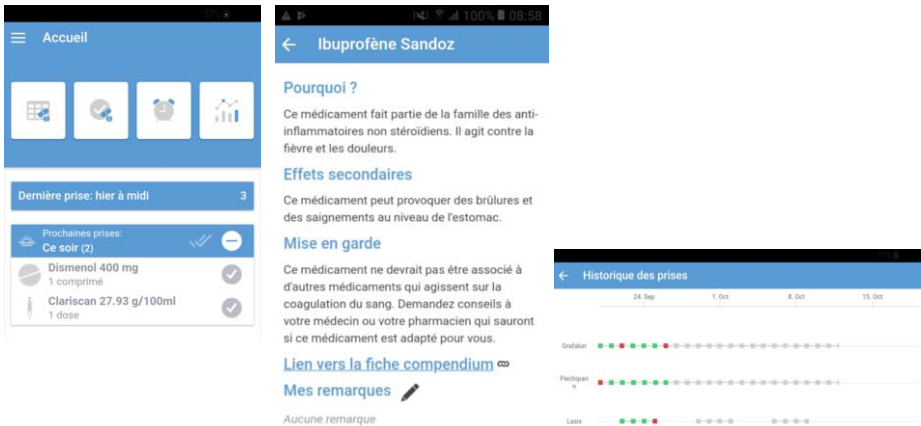 57%
Accueil
Dernière prise: hier à midi 3
Prochaines prises:
Ce soir (2)
Dismenol 400 mg
1 comprimé
Clariscan 27.93 g/100ml
1 dose
100% 08:58
Ibuprofène Sandoz
Pourquoi ?
Ce médicament fait partie de la famille des anti-
inflammatoires non stéroïdiens. Il agit contre la
fièvre et les douleurs.
Effets secondaires
Ce médicament peut provoquer des brûlures et
des saignements au niveau de l'estomac.
Mise en garde
Ce médicament ne devrait pas être associé à
d'autres médicaments qui agissent sur la
coagulation du sang. Demandez conseils à
votre médecin ou votre pharmacien qui sauront
si ce médicament est adapté pour vous.
Lien vers la fiche compendium
Mes remarques
Aucune remarque
Historique des prises
24. Sep 1. Oct 8. Oct 15. Oct
Grafalon
Flectopari
n
Lasix